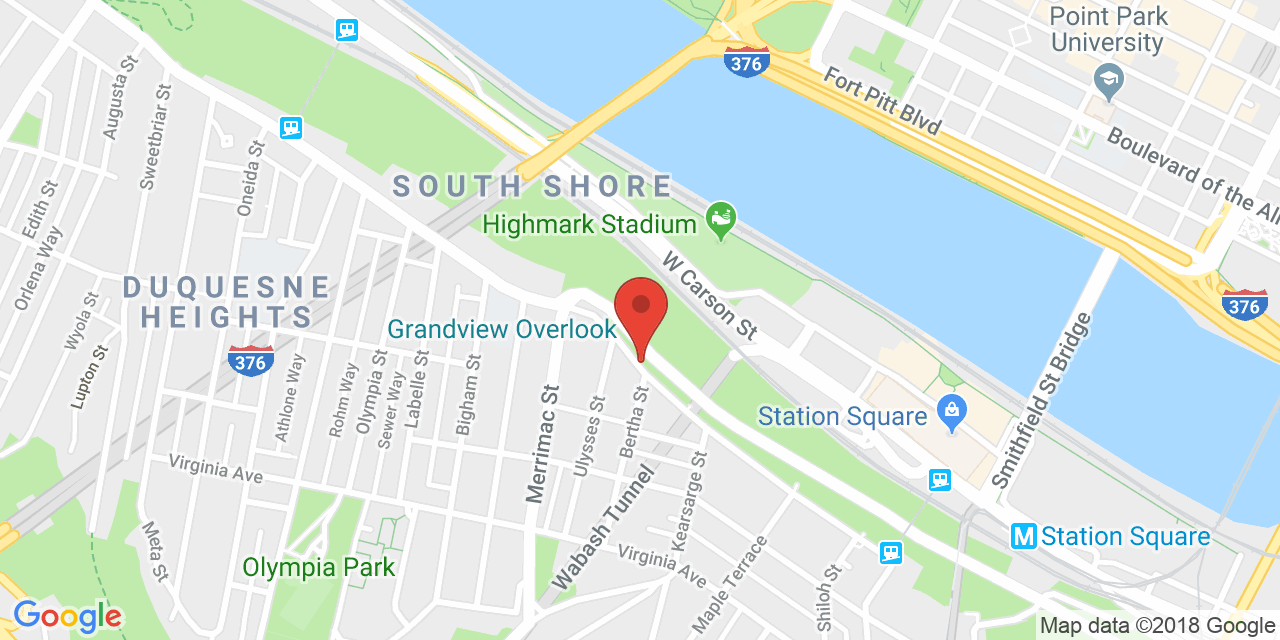 Point Park
University
376
Fort Pitt Blvd
Boulevard of the All
Augusta St
Sweetbriar St
Oneida St
Edith St
Orlena Way
SOUTH SHORE
Highmark Stadium
W Carson St
DUQUESNE
HEIGHTS
376
376
Wyola St
Lupton St
Grandview Overlook
Athlone Way
Rohm Way
Olympia St
Sewer Way
Labelle St
Bigham St
Merrimac St
Ulysses St
Bertha St
Station Square
Smithfield St Bridge
Virginia Ave
Kearsarge St
Wabash Tunnel
Meta St
Olympia Park
Virginia Ave
Maple Terrace
Shiloh St
M Station Square
Google
Map data ©2018 Google